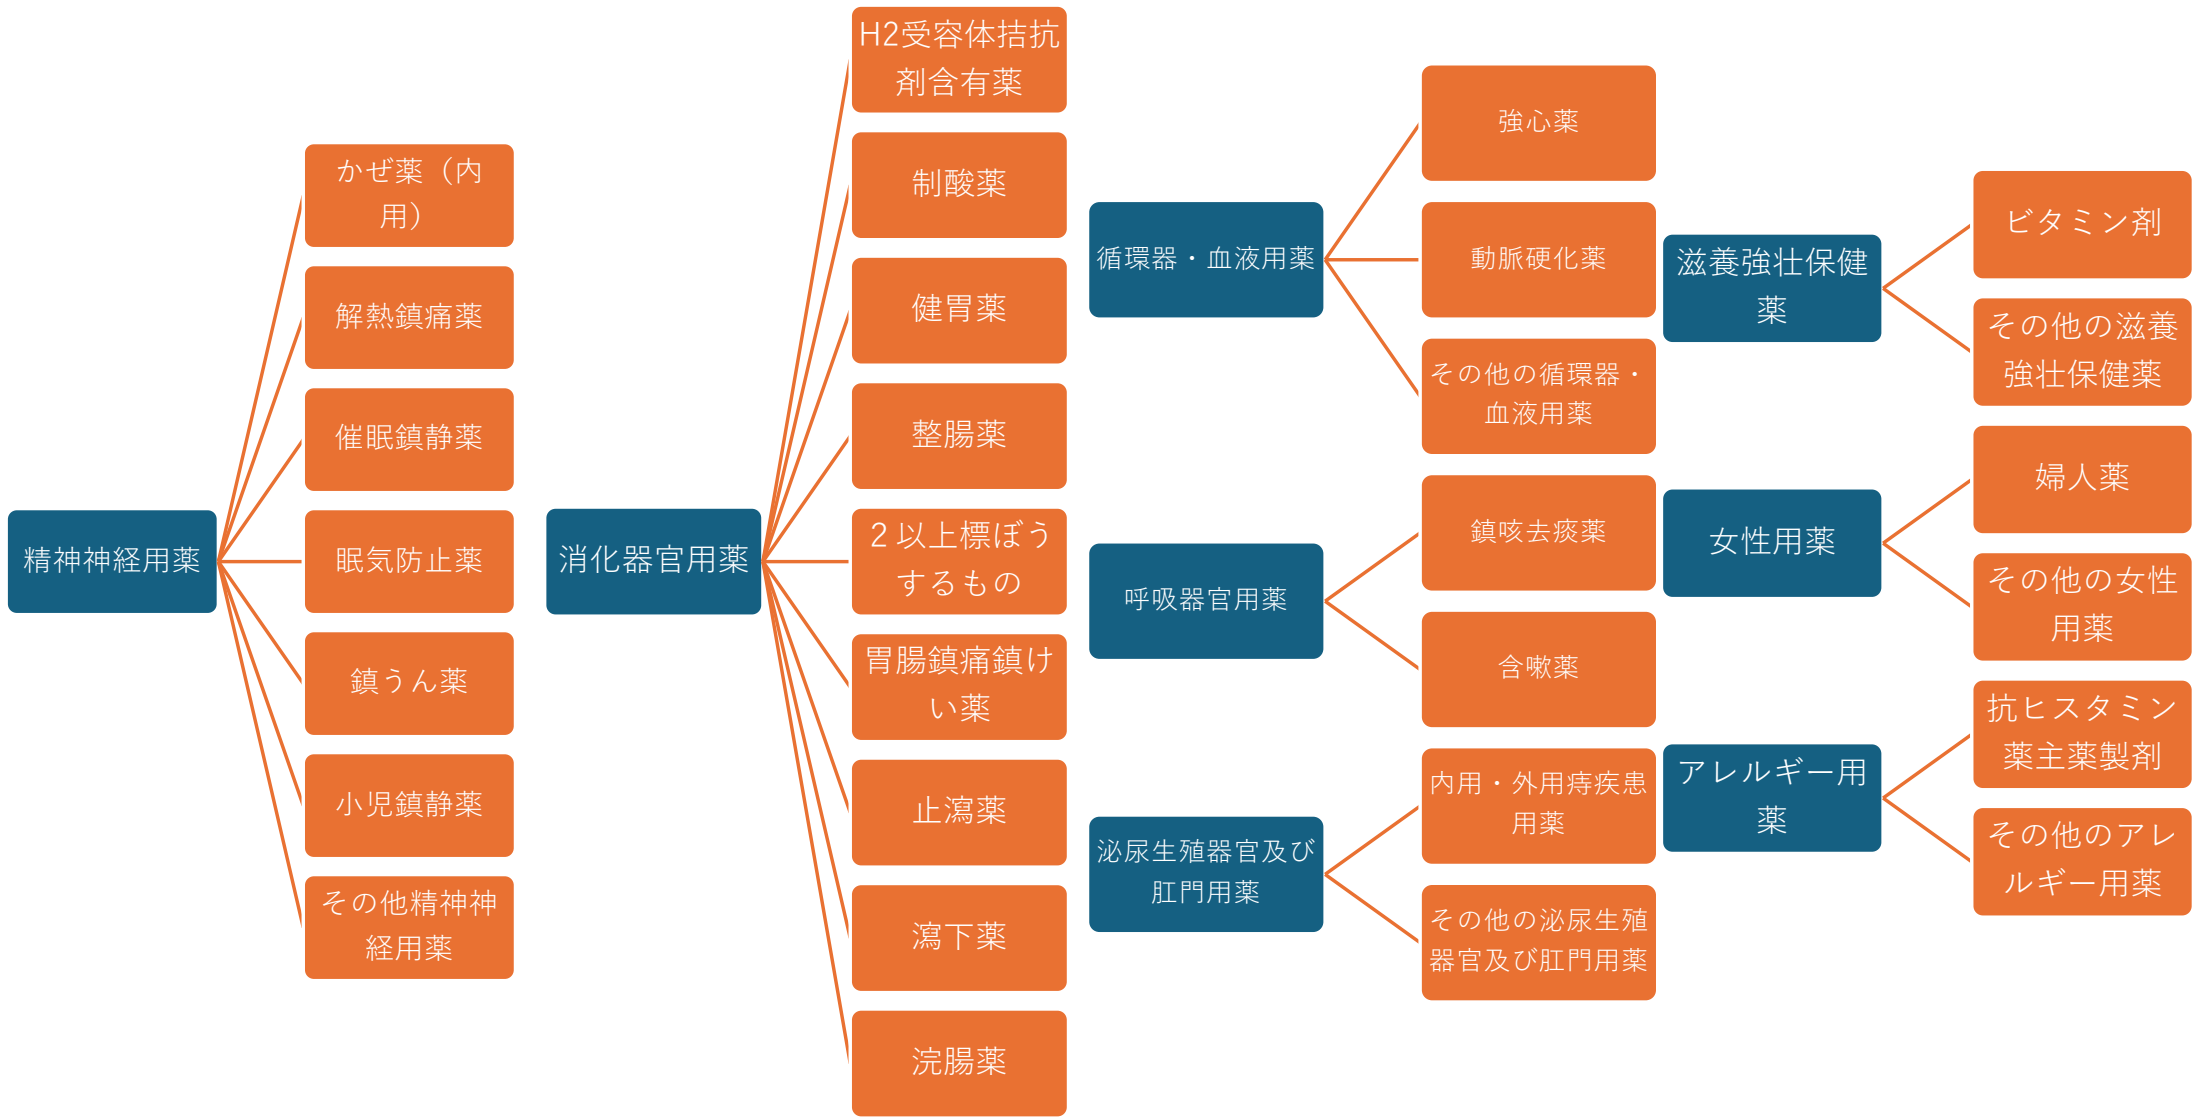 精神神経用薬
かぜ薬（内
用）
解熱鎮痛薬
催眠鎮静薬
眠気防止薬
鎮うん薬
小児鎮静薬
その他精神神
経用薬
消化器官用薬
H2受容体拮抗
剤含有薬
制酸薬
健胃薬
整腸薬
２以上標ぼう
するもの
胃腸鎮痛鎮け
い薬
止瀉薬
瀉下薬
浣腸薬
循環器・血液用薬
強心薬
動脈硬化薬
その他の循環器・
血液用薬
呼吸器官用薬
鎮咳去痰薬
含嗽薬
泌尿生殖器官及び
肛門用薬
内用・外用痔疾患
用薬
その他の泌尿生殖
器官及び肛門用薬
滋養強壮保健
薬
ビタミン剤
その他の滋養
強壮保健薬
女性用薬
婦人薬
その他の女性
用薬
アレルギー用
薬
抗ヒスタミン
薬主薬製剤
その他のアレ
ルギー用薬